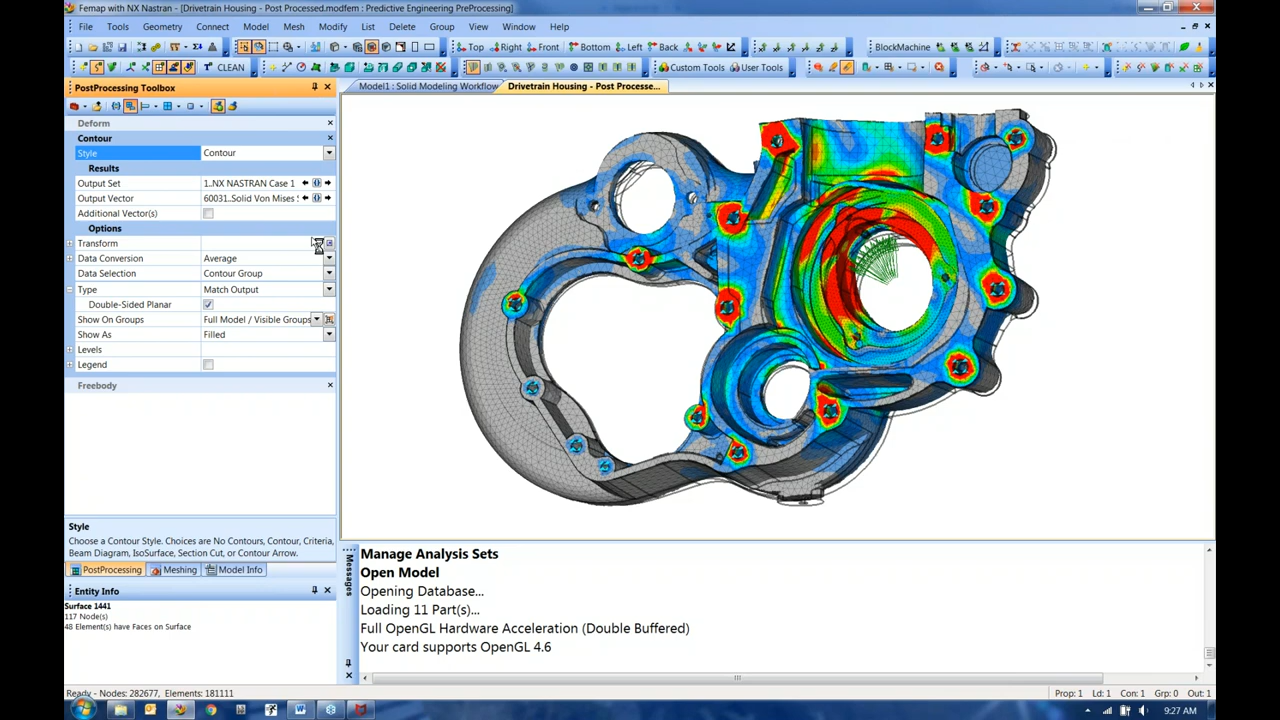 Femap with NX Nastran - [Drivetrain Housing - Post Processed.modfem : Predictive Engineering PreProcessing]
File Tools Geometry Connect Model Mesh Modify List Delete Group View Window Help
Top Right Front Bottom Left Back BlockMachine
CLEAN Custom Tools User Tools
PostProcessing Toolbox
Model1 : Solid Modeling Workflow
Drivetrain Housing - Post Processe...
Deform
Contour
Style Contour
Results
Output Set 1..NX NASTRAN Case 1
Output Vector 60031..Solid Von Mises
Additional Vector(s)
Options
Transform
Data Conversion Average
Data Selection Contour Group
Type Match Output
Double-Sided Planar
Show On Groups Full Model / Visible Groups
Show As Filled
Levels
Legend
Freebody
Style
Choose a Contour Style. Choices are No Contours, Contour, Criteria,
Beam Diagram, IsoSurface, Section Cut, or Contour Arrow.
PostProcessing Meshing Model Info
Entity Info
Surface 1441
117 Node(s)
48 Element(s) have Faces on Surface
Messages
Manage Analysis Sets
Open Model
Opening Database...
Loading 11 Part(s)...
Full OpenGL Hardware Acceleration (Double Buffered)
Your card supports OpenGL 4.6
Ready - Nodes: 282677, Elements: 181111
Prop: 1 Ld: 1 Con: 1 Grp: 0 Out: 1
9:27 AM